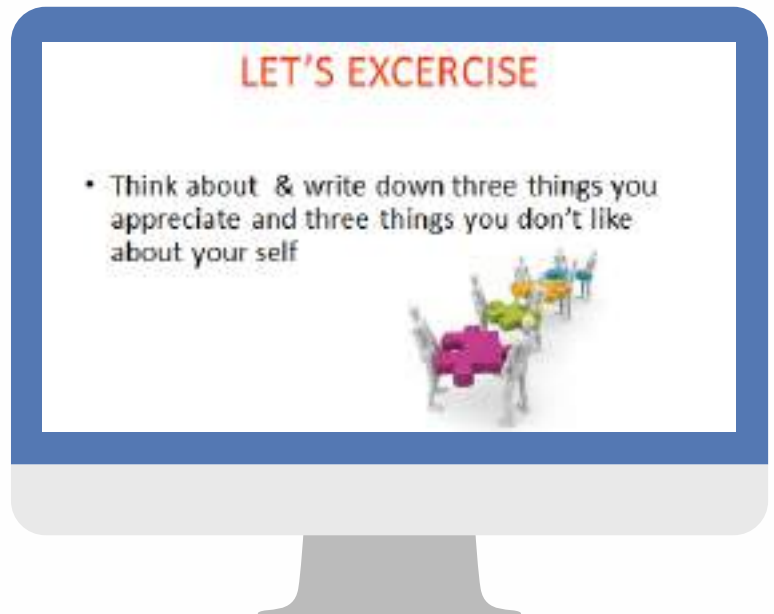 LET'S EXCERCISE
• Think about & write down three things you
appreciate and three things you don't like
about your self